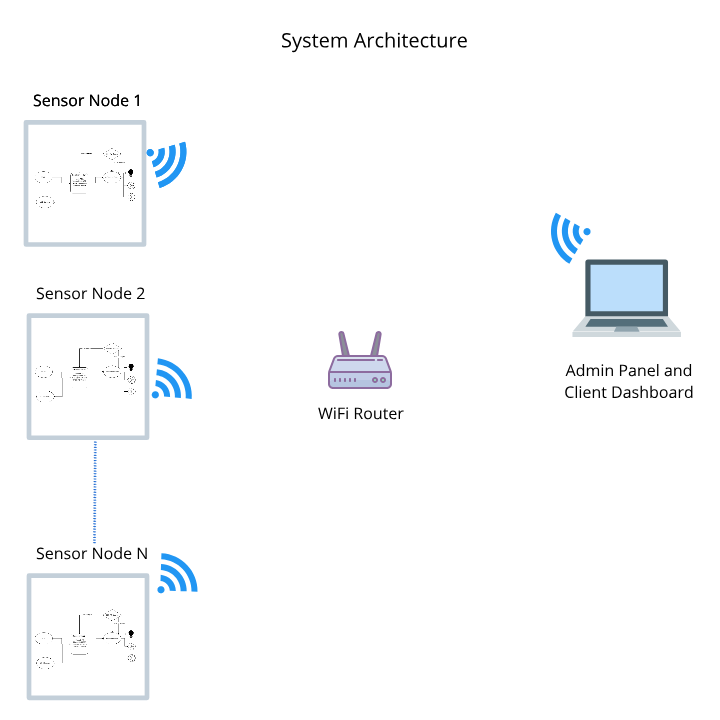 System Architecture
Sensor Node 1
Sensor Node 2
WiFi Router
Admin Panel and
Client Dashboard
Sensor Node N